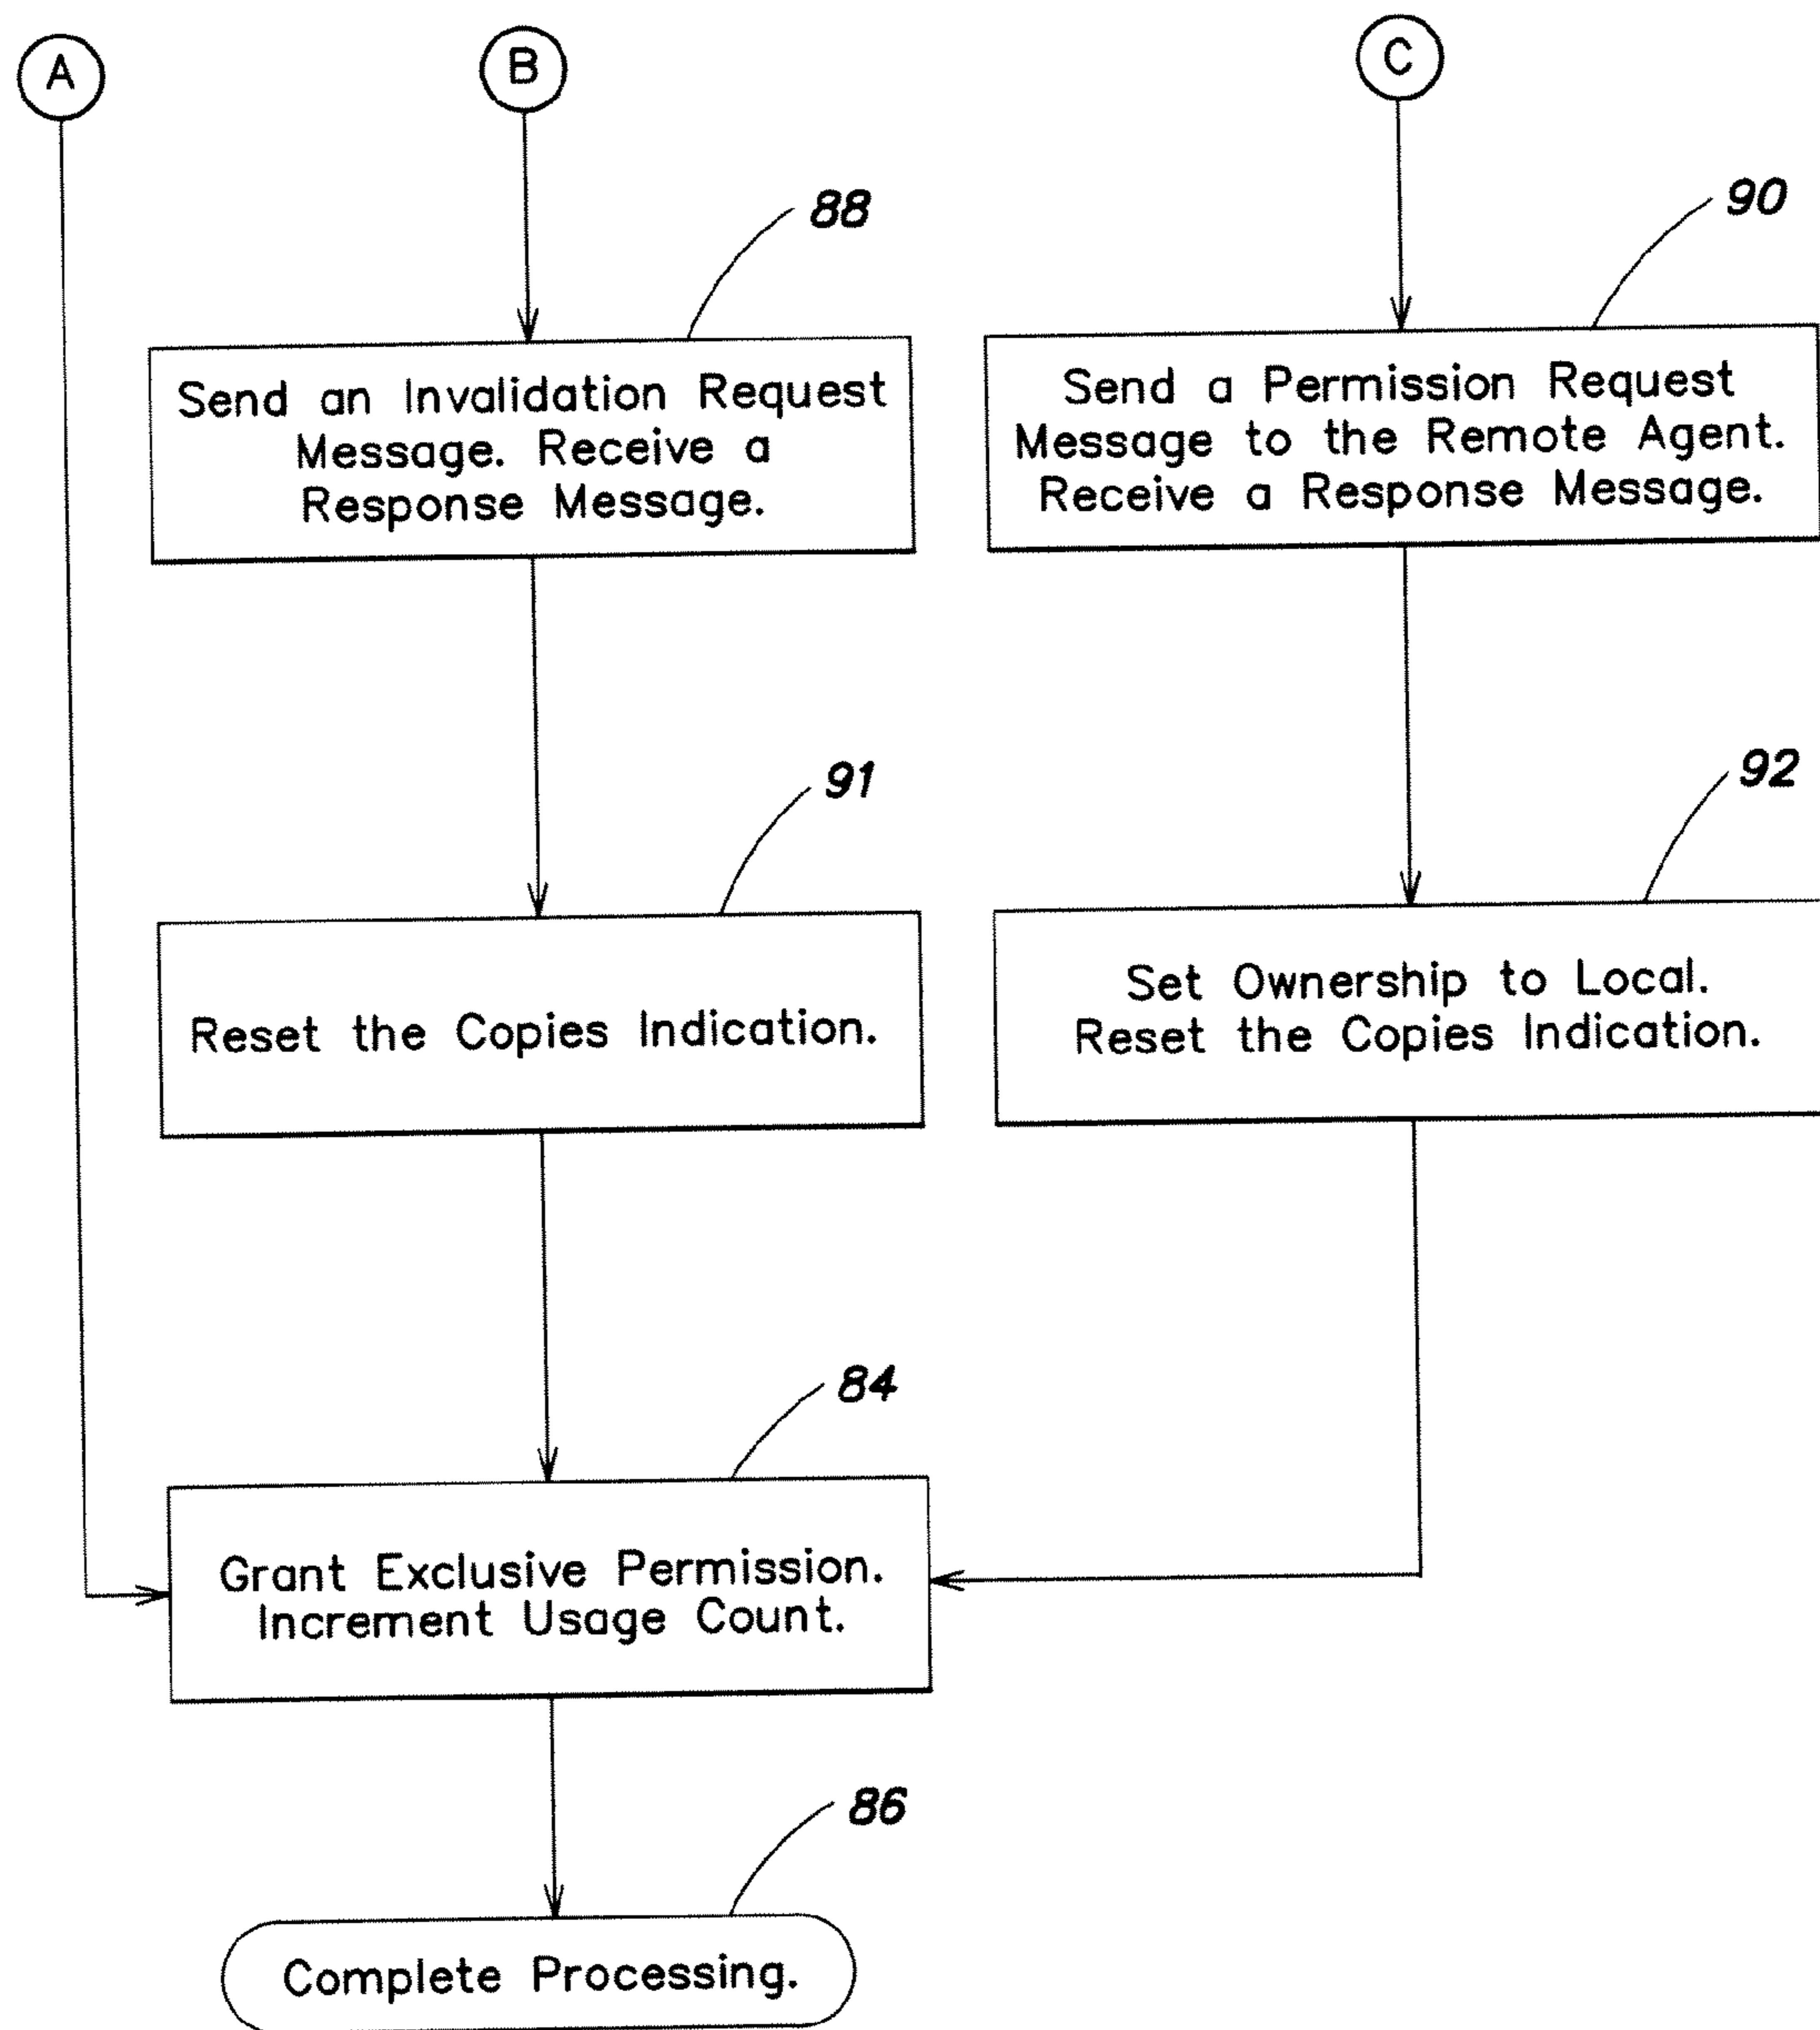 A
B
C
88
90
Send an Invalidation Request
Message. Receive a
Response Message.
Send a Permission Request
Message to the Remote Agent.
Receive a Response Message.
91
92
Reset the Copies Indication.
Set Ownership to Local.
Reset the Copies Indication.
84
Grant Exclusive Permission.
Increment Usage Count.
86
Complete Processing.